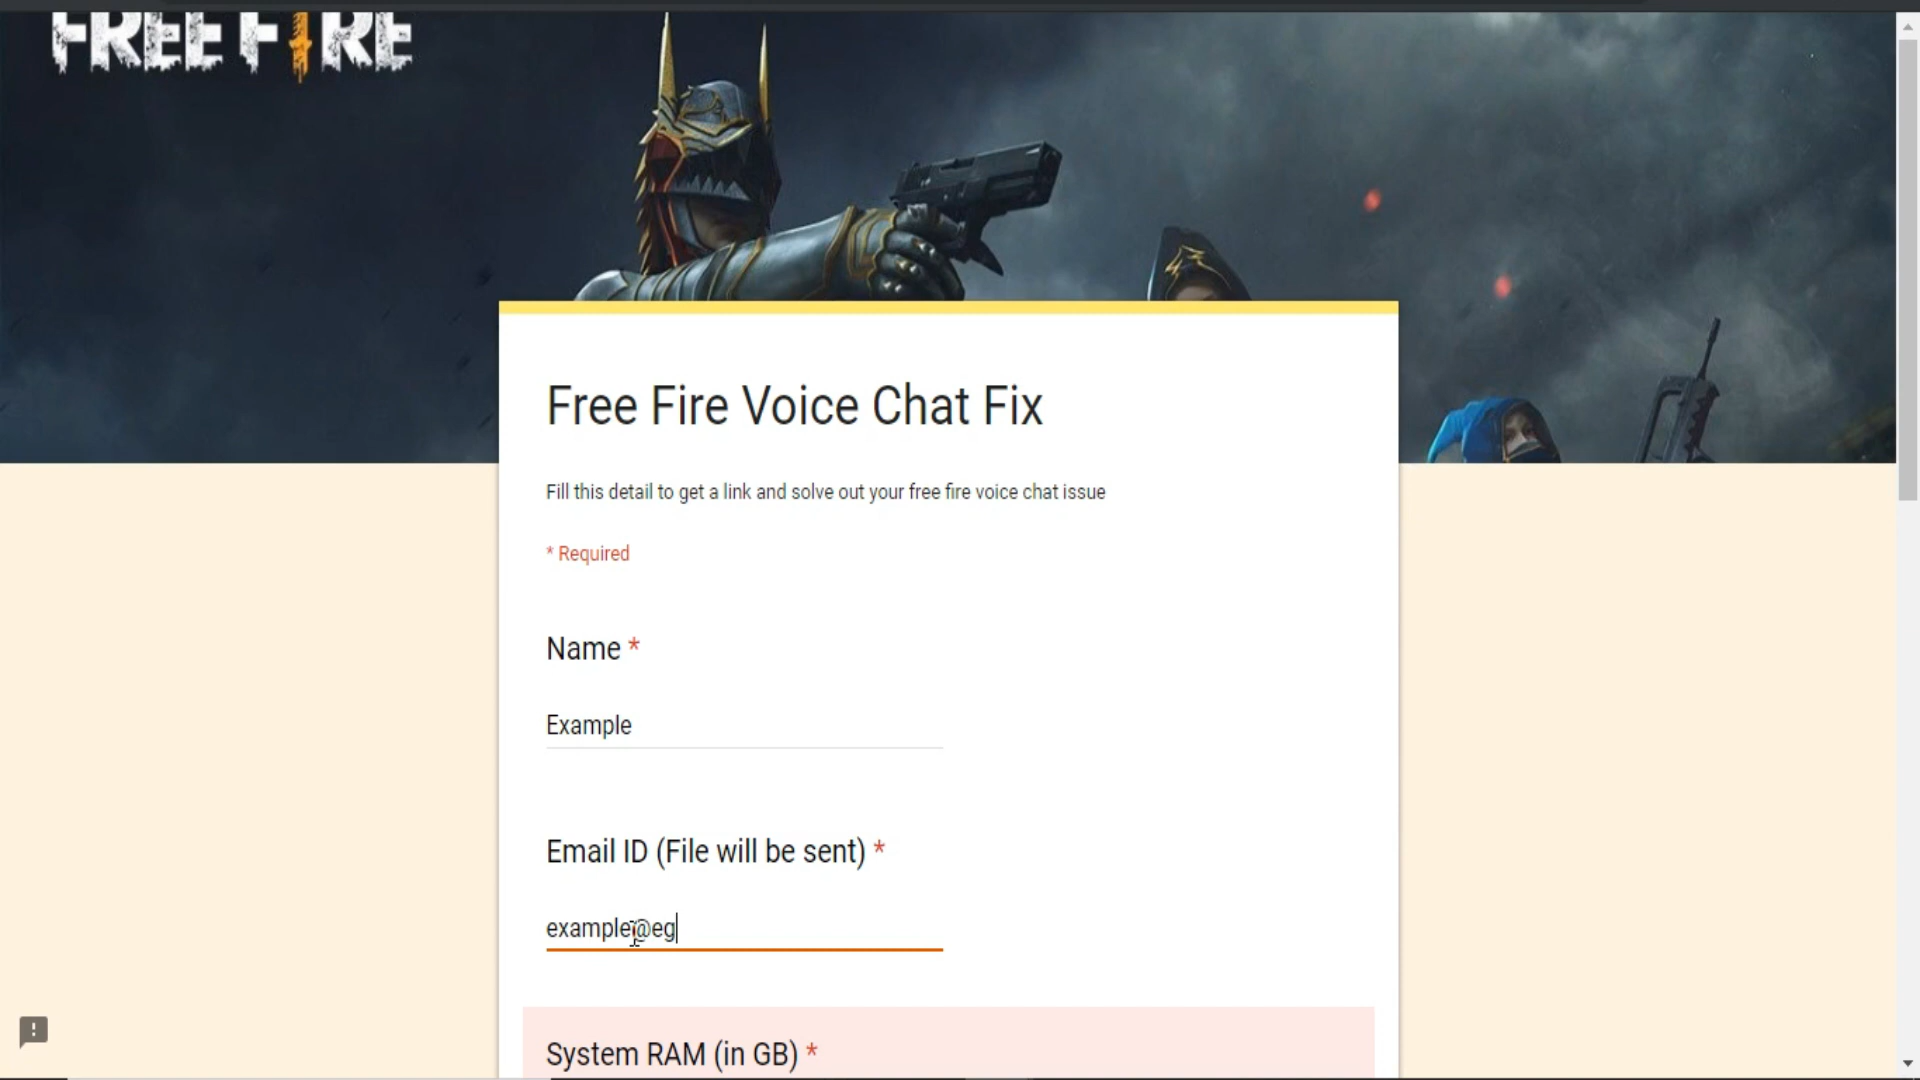 FREE FIRE
Free Fire Voice Chat Fix
Fill this detail to get a link and solve out your free fire voice chat issue
* Required
Name *
Example
Email ID (File will be sent) *
example@eg
System RAM (in GB) *